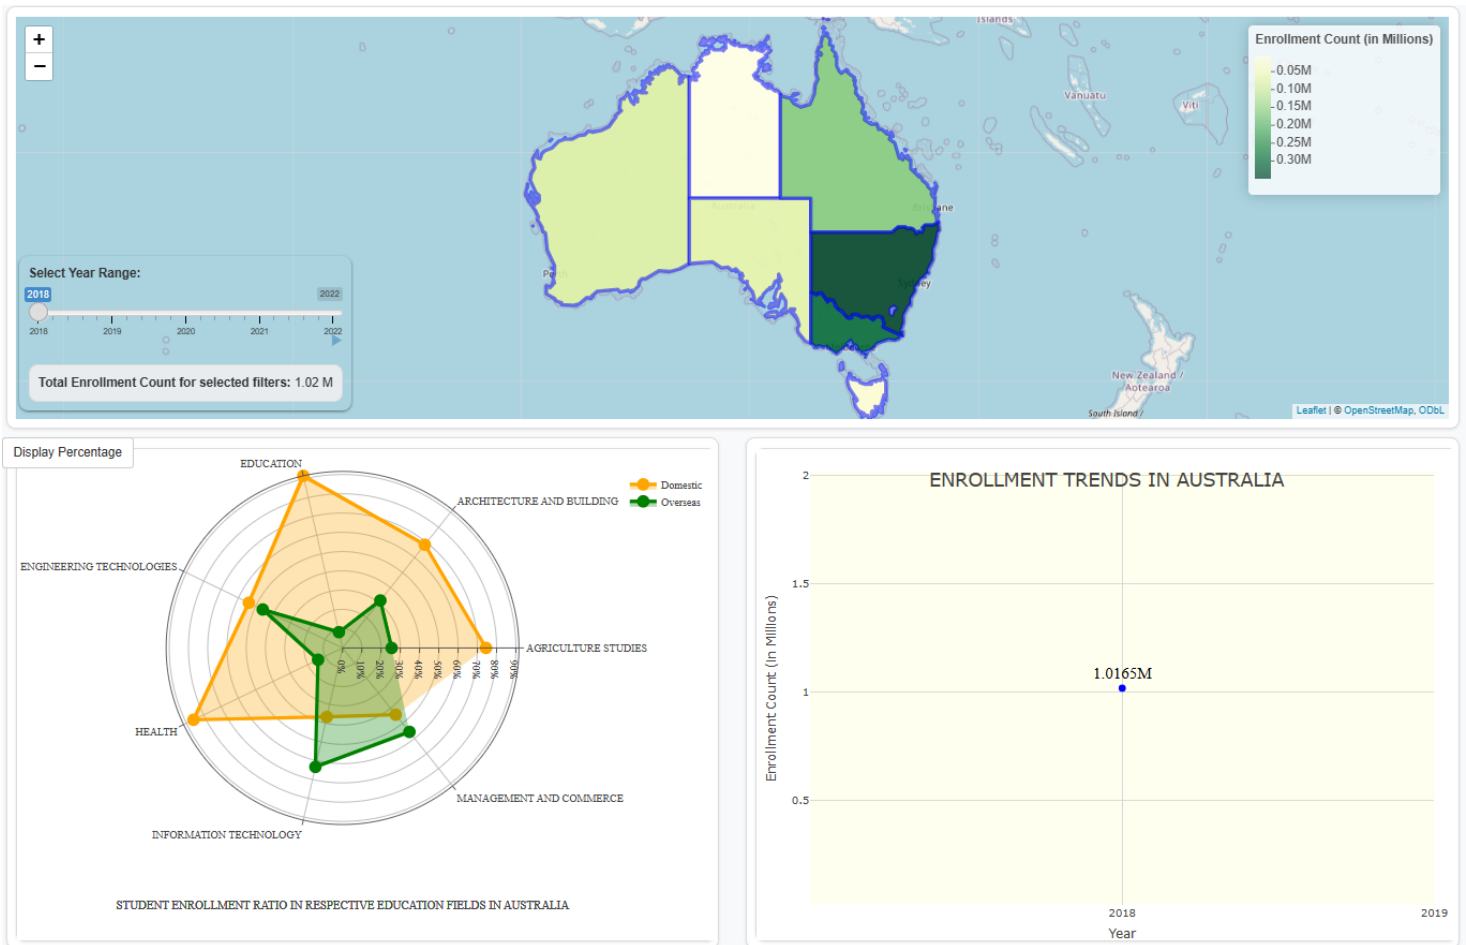 +
−
Islands
Vanuatu
Viti
Australia
Brisbane
Perth
Sydney
New Zealand /
Aotearoa
South Island /
Enrollment Count (in Millions)
0.05M
0.10M
0.15M
0.20M
0.25M
0.30M
Select Year Range:
2018 2022
2018 2019 2020 2021 2022
Total Enrollment Count for selected filters: 1.02 M
Leaflet | © OpenStreetMap, ODbL
Display Percentage
EDUCATION
ARCHITECTURE AND BUILDING
ENGINEERING TECHNOLOGIES
AGRICULTURE STUDIES
HEALTH
MANAGEMENT AND COMMERCE
INFORMATION TECHNOLOGY
0% 10% 20% 30% 40% 50% 60% 70% 80% 90%
Domestic
Overseas
STUDENT ENROLLMENT RATIO IN RESPECTIVE EDUCATION FIELDS IN AUSTRALIA
ENROLLMENT TRENDS IN AUSTRALIA
2
1.5
1
0.5
Enrollment Count (In Millions)
1.0165M
2018 2019
Year